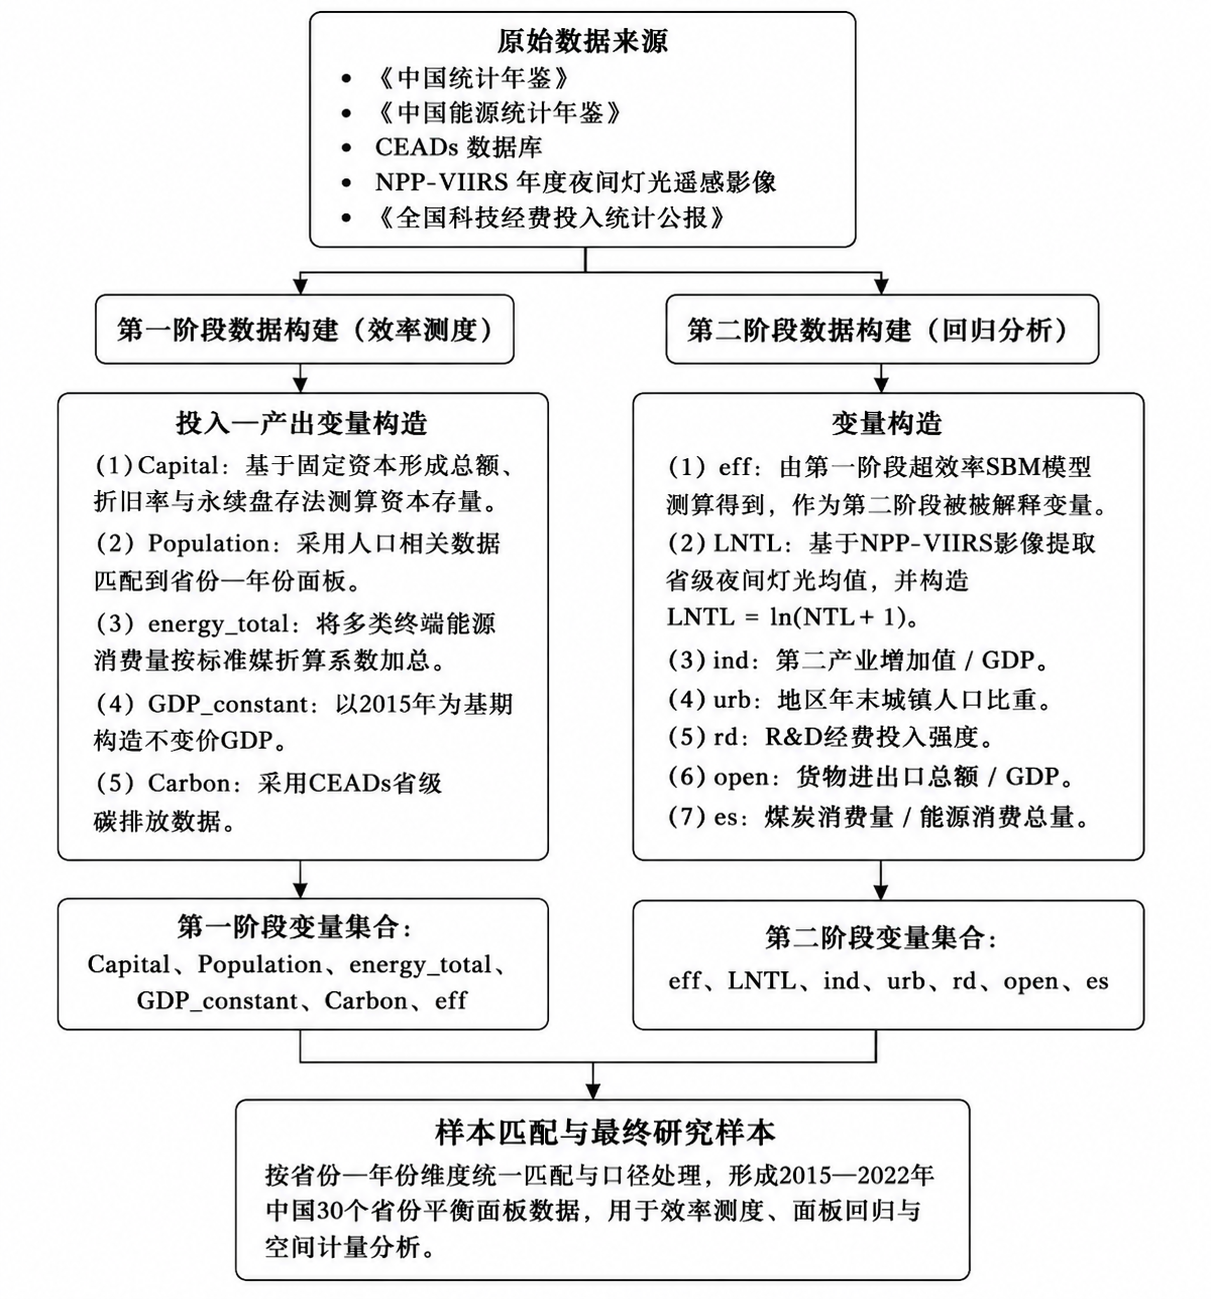 原始数据来源
• 《中国统计年鉴》
• 《中国能源统计年鉴》
• CEADs 数据库
• NPP-VIIRS 年度夜间灯光遥感影像
• 《全国科技经费投入统计公报》
第一阶段数据构建（效率测度）
投入—产出变量构造
（1）Capital：基于固定资本形成总额、
折旧率与永续盘存法测算资本存量。
（2）Population：采用人口相关数据
匹配到省份—年份面板。
（3）energy_total：将多类终端能源
消费量按标准媒折算系数加总。
（4）GDP_constant：以2015年为基期
构造不变价GDP。
（5）Carbon：采用CEADs省级
碳排放数据。
第一阶段变量集合：
Capital、Population、energy_total、
GDP_constant、Carbon、eff
第二阶段数据构建（回归分析）
变量构造
（1）eff：由第一阶段超效率SBM模型
测算得到，作为第二阶段被被解释变量。
（2）LNTL：基于NPP-VIIRS影像提取
省级夜间灯光均值，并构造
LNTL = ln(NTL+1)。
（3）ind：第二产业增加值 / GDP。
（4）urb：地区年末城镇人口比重。
（5）rd：R&D经费投入强度。
（6）open：货物进出口总额 / GDP。
（7）es：煤炭消费量 / 能源消费总量。
第二阶段变量集合：
eff、LNTL、ind、urb、rd、open、es
样本匹配与最终研究样本
按省份—年份维度统一匹配与口径处理，形成2015—2022年
中国30个省份平衡面板数据，用于效率测度、面板回归与
空间计量分析。